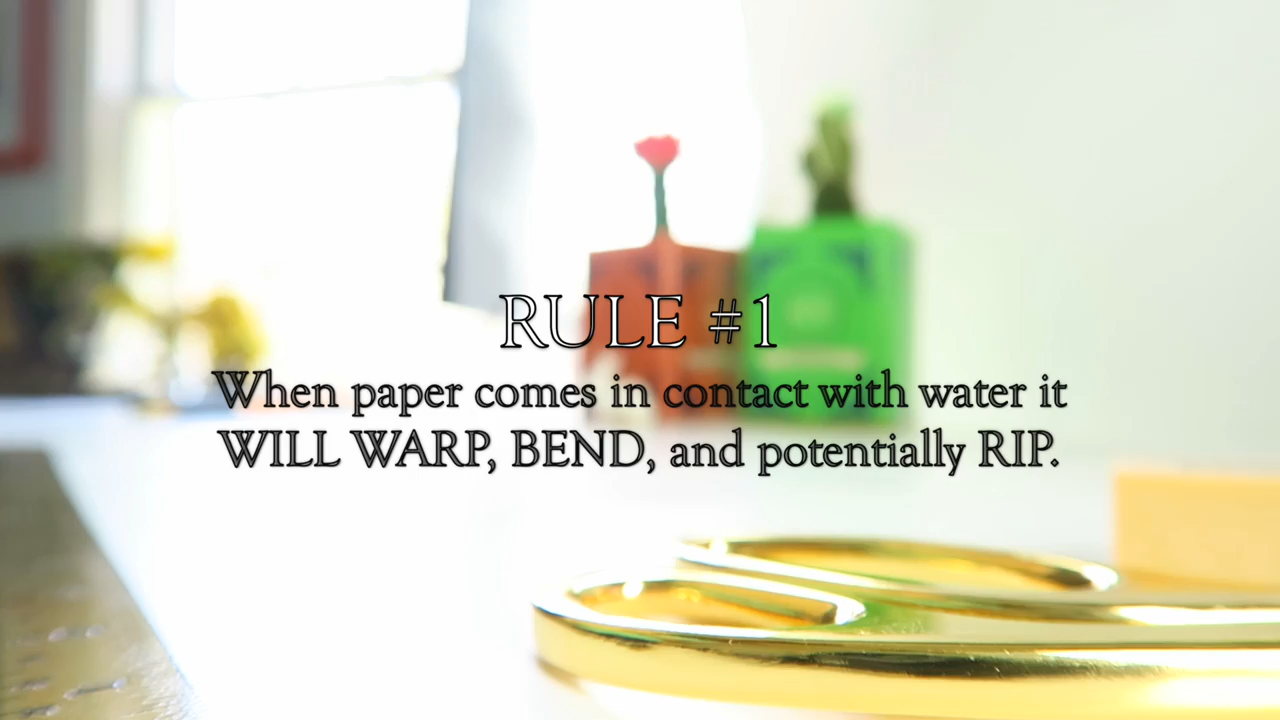 RULE #1
When paper comes in contact with water it
WILL WARP, BEND, and potentially RIP.